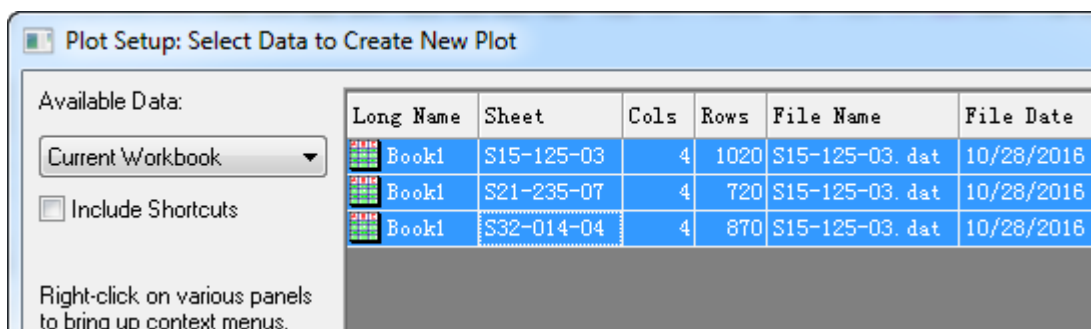 Plot Setup: Select Data to Create New Plot
Available Data:
Current Workbook
Include Shortcuts
Right-click on various panels
to bring up context menus.
Long Name Sheet Cols Rows File Name File Date
Book1 S15-125-03 4 1020 S15-125-03.dat 10/28/2016
Book1 S21-235-07 4 720 S15-125-03.dat 10/28/2016
Book1 S32-014-04 4 870 S15-125-03.dat 10/28/2016